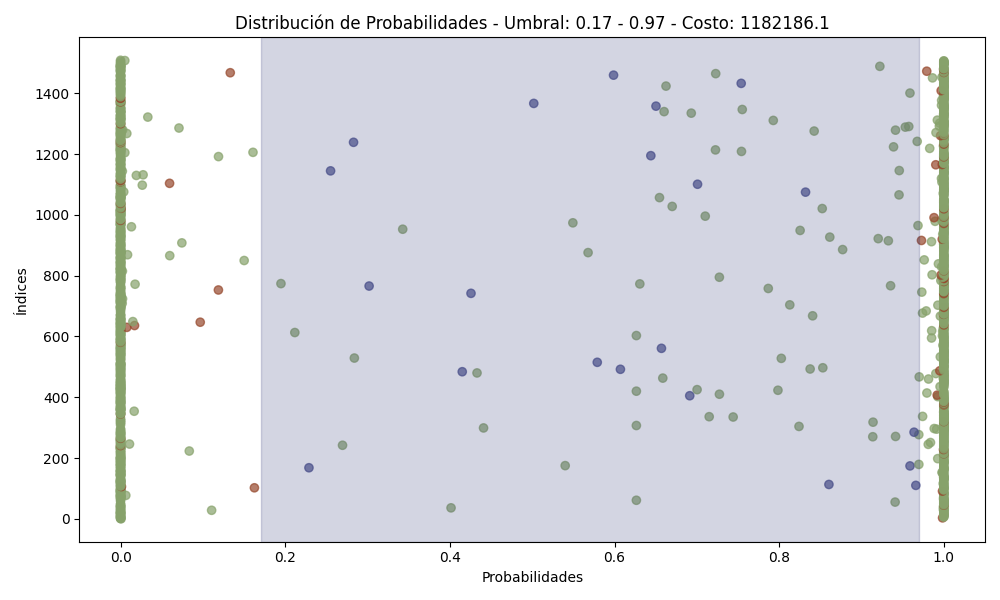 Distribución de Probabilidades - Umbral: 0.17 - 0.97 - Costo: 1182186.1
Índices
1400
1200
1000
800
600
400
200
0
0.0 0.2 0.4 0.6 0.8 1.0
Probabilidades